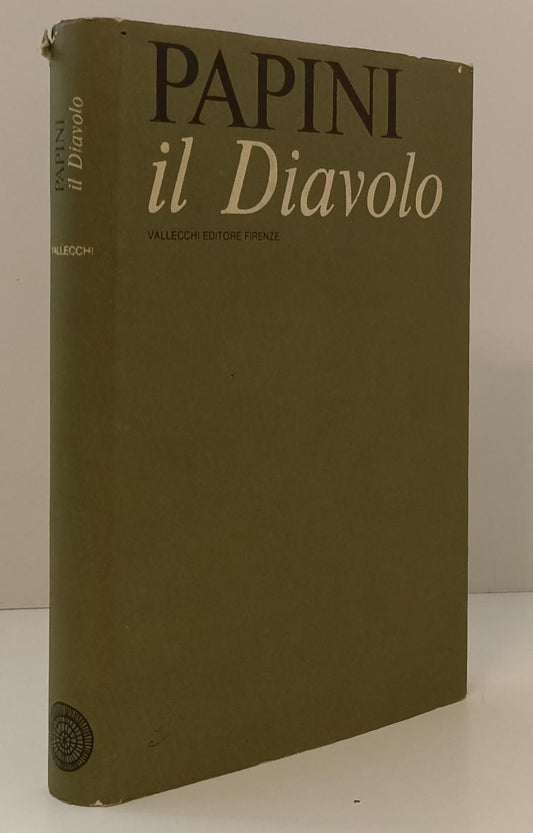 PAPINI
il Diavolo
VALLECCHI EDITORE FIRENZE
PAPINI
il Diavolo
VALLECCHI